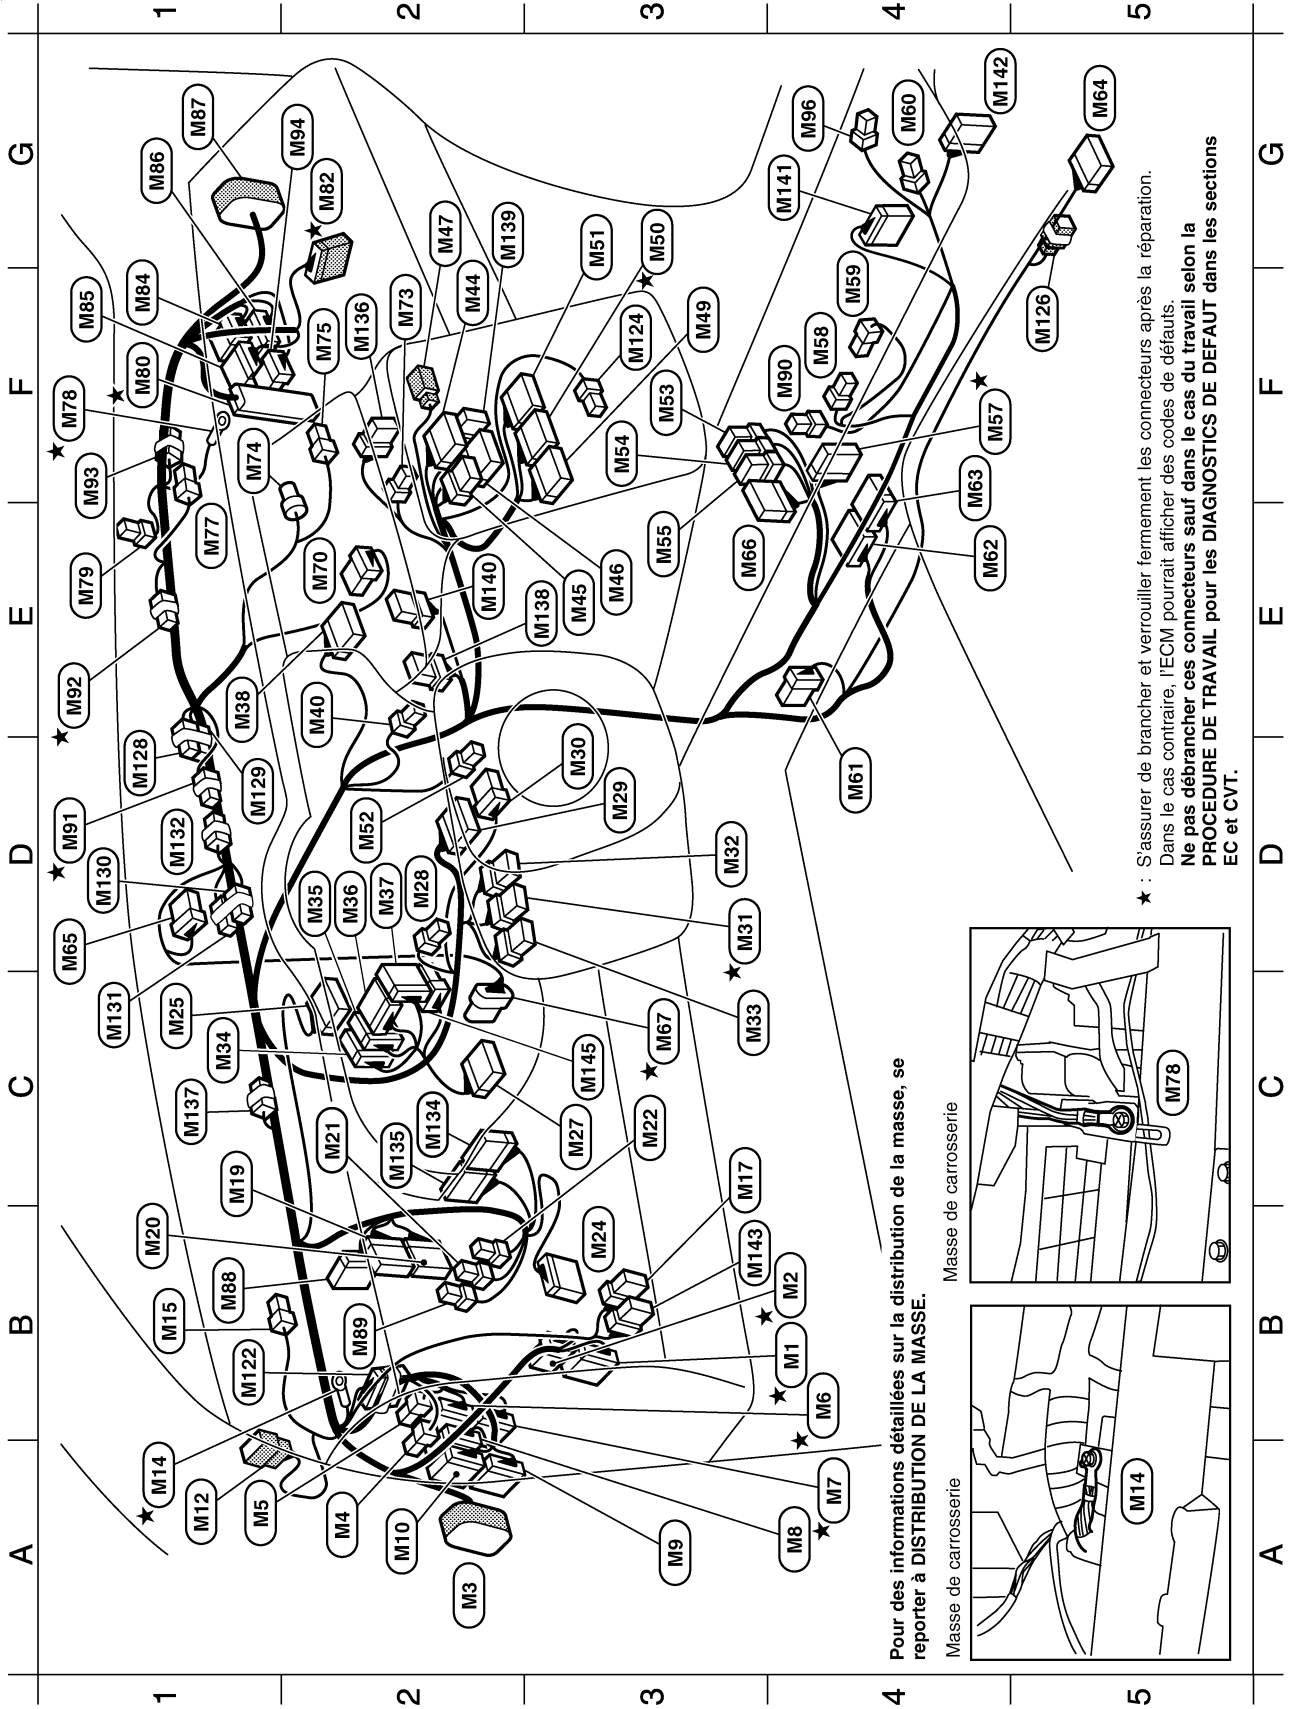 A B C D E F G
1 1
M92
M78
M91
M65
M79
M85
M93
M130
M131
M80
M128
M14
M20
M84
M86
M15
M132
M25
M137
M12
M87
M77
M88
M34
M19
M38
M122
M74
M129
M5
M94
M35
M40
M70
M75
M82
M21
M4
M36
M89
M136
M52
M37
M135
M10
M73
M28
M134
2 2
M47
M3
M44
M140
M139
M138
M27
M45
M145
M30
M51
M24
M46
M29
M54
M124
M22
M50
M55
M67
M53
3 3
M9
M49
M32
M66
M31
M17
M33
M143
M90
M141
M2
M1
M8
M96
M58
M6
M7
M59
M61
M60
4 4
M62
M63
M57
M142
M126
M64
Pour des informations détaillées sur la distribution de la masse, se
reporter à DISTRIBUTION DE LA MASSE.
Masse de carrosserie
M14
Masse de carrosserie
M78
★ : S'assurer de brancher et verrouiller fermement les connecteurs après la réparation.
Dans le cas contraire, l'ECM pourrait afficher des codes de défauts.
Ne pas débrancher ces connecteurs sauf dans le cas du travail selon la
PROCEDURE DE TRAVAIL pour les DIAGNOSTICS DE DEFAUT dans les sections
EC et CVT.
5 5
A B C D E F G